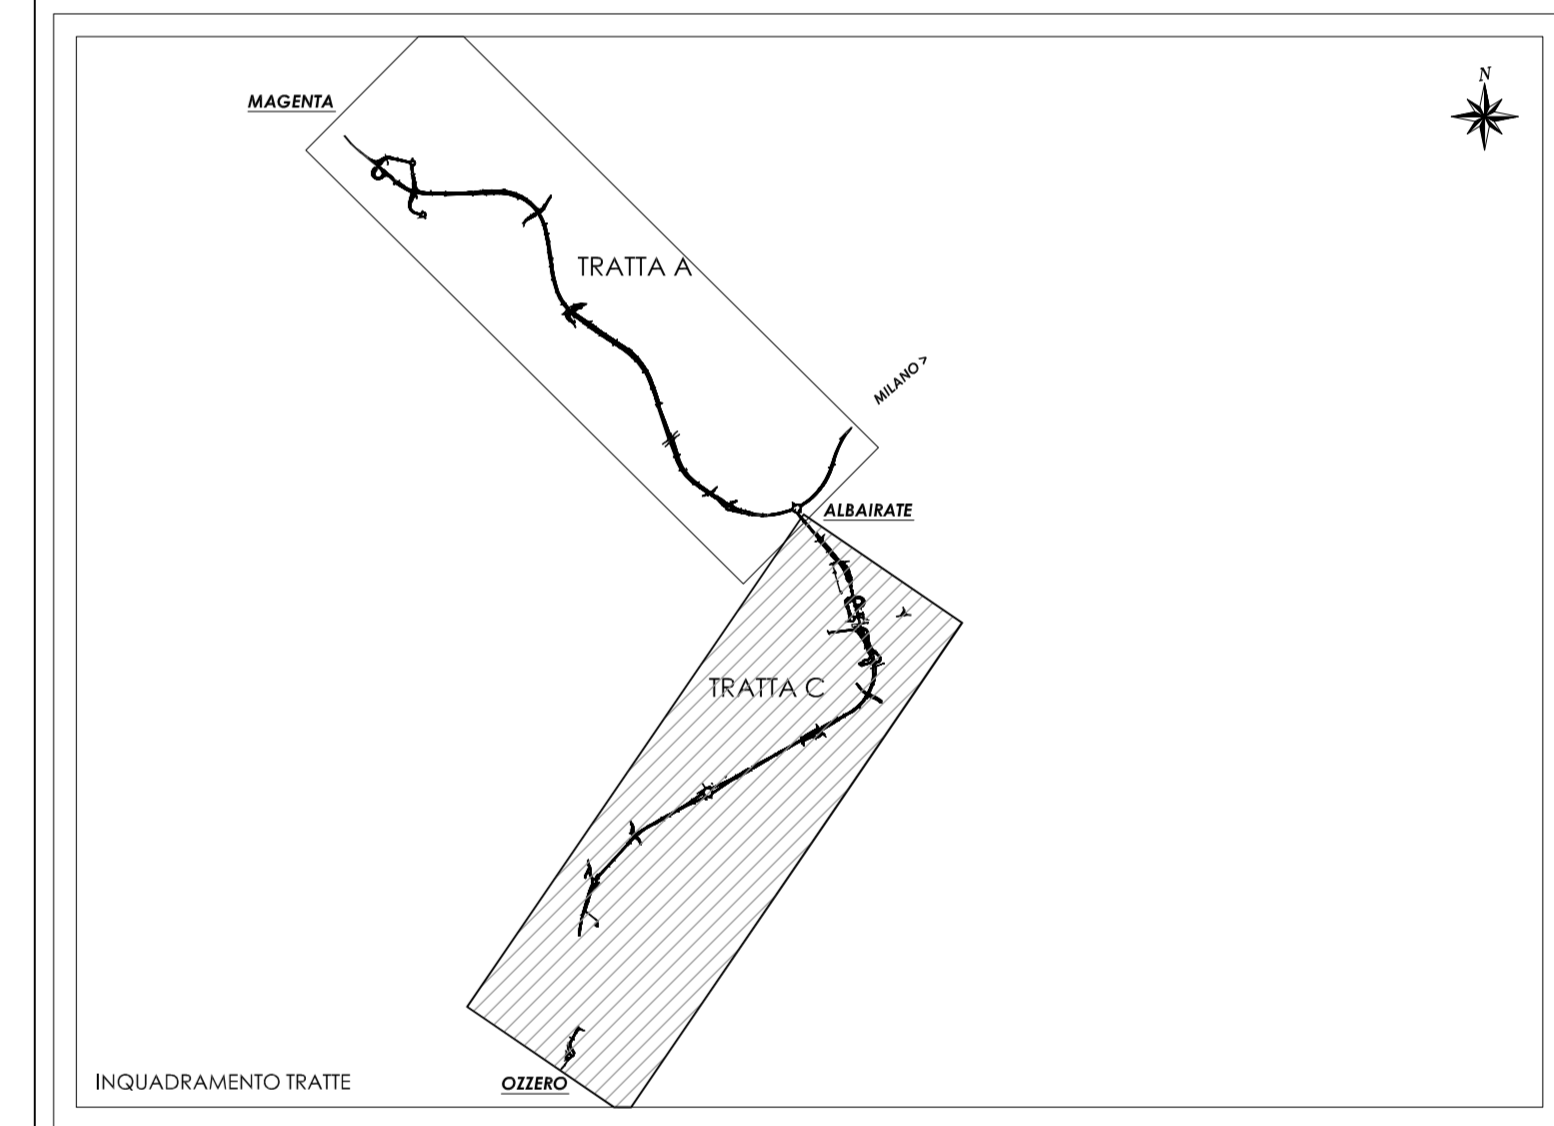 N
MAGENTA
TRATTA A
MILANO >
ALBAIRATE
TRATTA C
INQUADRAMENTO TRATTE
OZZERO